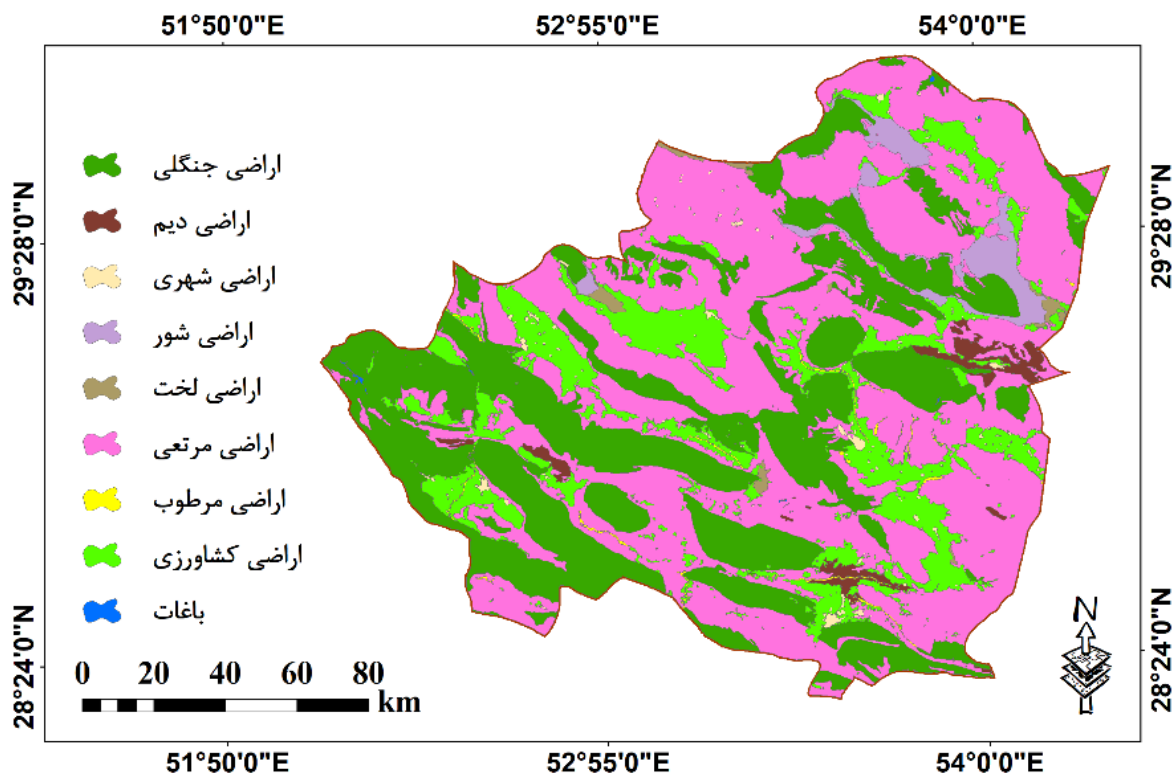 51°50'0"E 52°55'0"E 54°0'0"E
29°28'0"N
28°24'0"N
اراضی جنگلی
اراضی دیم
اراضی شهری
اراضی شور
اراضی لخت
اراضی مرتعی
اراضی مرطوب
اراضی کشاورزی
باغات
0 20 40 60 80
km
N
29°28'0"N
28°24'0"N
51°50'0"E 52°55'0"E 54°0'0"E